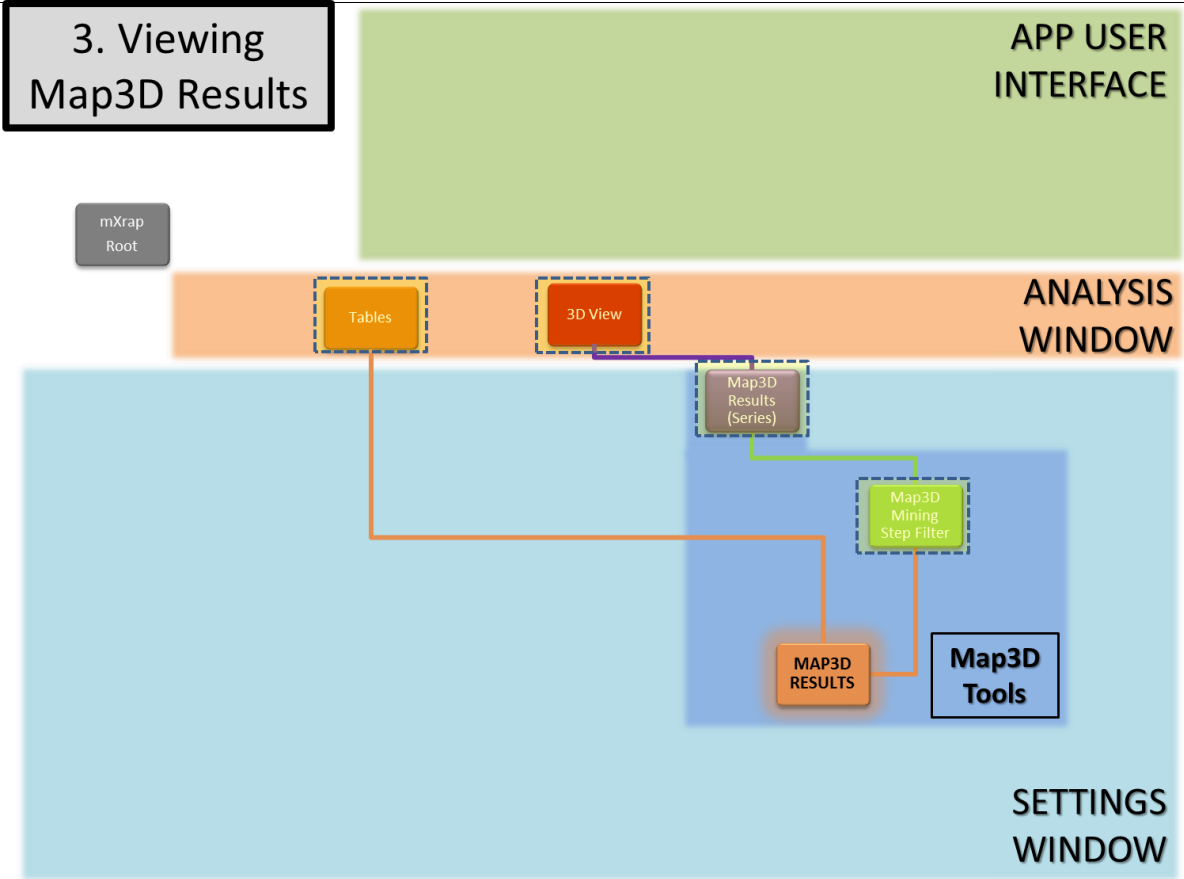 3. Viewing
Map3D Results
APP USER
INTERFACE
mXrap
Root
ANALYSIS
WINDOW
Tables
3D View
Map3D
Results
(Series)
Map3D
Mining
Step Filter
MAP3D
RESULTS
Map3D
Tools
SETTINGS
WINDOW